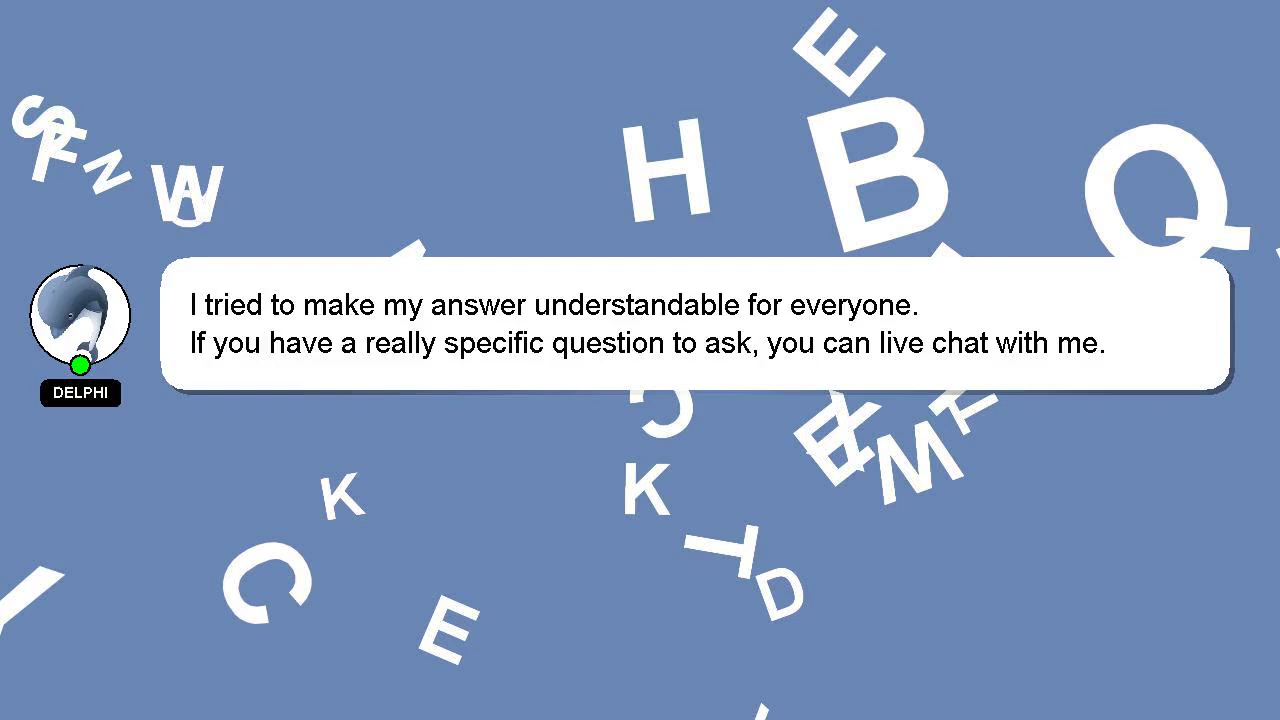 E
S
F
N
W
H
B
Q
I tried to make my answer understandable for everyone.
If you have a really specific question to ask, you can live chat with me.
DELPHI
C
E
M
K
K
T
D
C
E